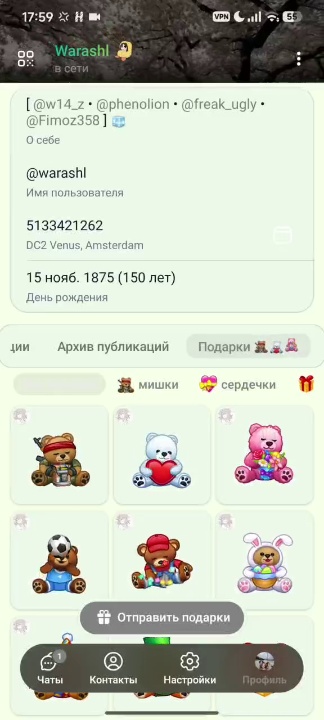 17:59
VPN
55
Warashl
в сети
[ @w14_z • @phenolion • @freak_ugly •
@Fimoz358 ]
О себе
@warashl
Имя пользователя
5133421262
DC2 Venus, Amsterdam
15 нояб. 1875 (150 лет)
День рождения
ции Архив публикаций Подарки
мишки сердечки
Отправить подарки
1
Чаты Контакты Настройки Профиль